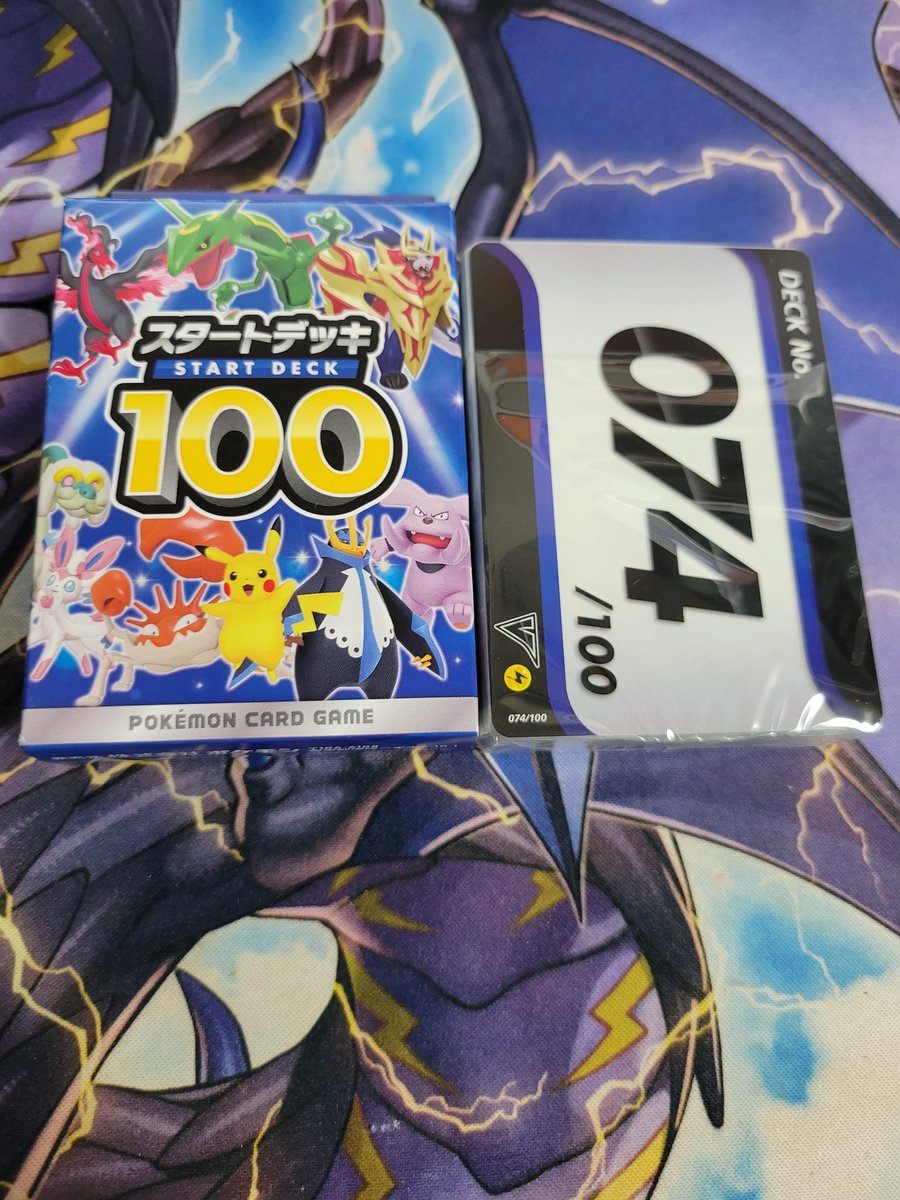 スタートデッキ
START DECK
100
POKÉMON CARD GAME
DECK NO.
074
/100
074/100